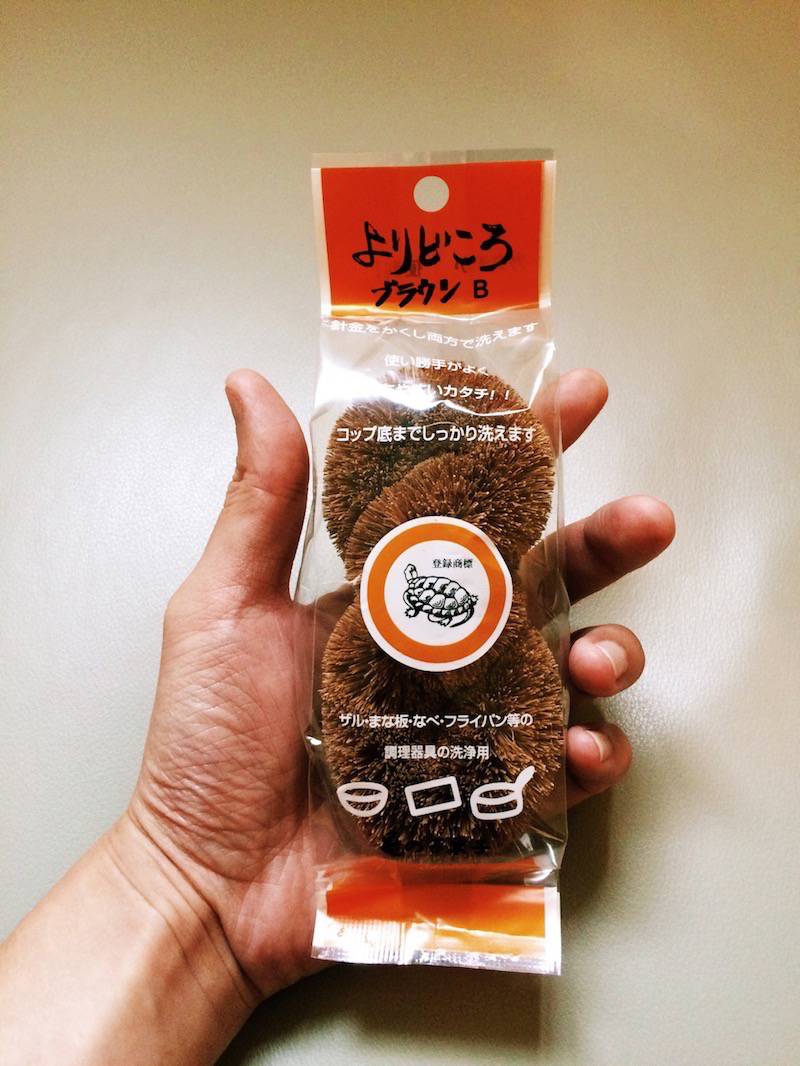 よりどころ
ブラウン B
針金をかくし両方で洗えます
使い勝手がよく
いカタチ!!
コップ底までしっかり洗えます
登録商標
ザル・まな板・なべ・フライパン等の
調理器具の洗浄用